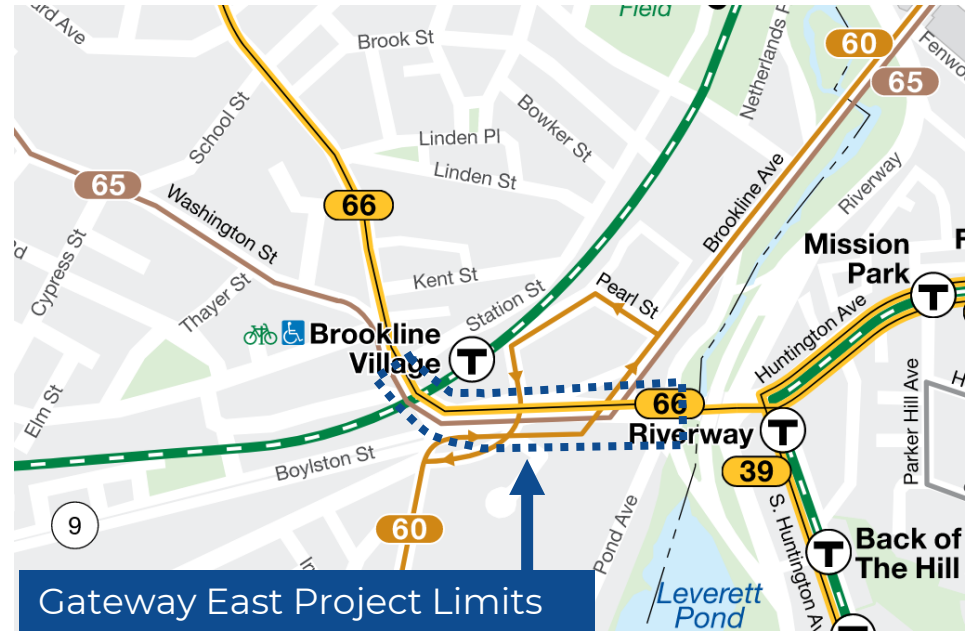 ard Ave
Brook St
Field
Netherlands
60
65
School St
Bowker St
Linden Pl
Linden St
65
Washington St
66
Brookline Ave
Riverway
Mission
Park
Cypress St
Thayer St
Kent St
Station St
Pearl St
Brookline
Village
T
T
Huntington Ave
66
Riverway
T
39
Parker Hill Ave
Elm St
Boylston St
9
60
Pond Ave
S. Huntington Av
T
Back of
The Hill
Leverett
Pond
T
Gateway East Project Limits